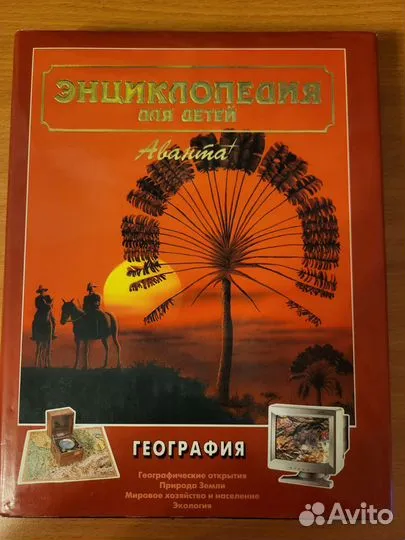 ЭНЦИКЛОПЕДИЯ
ДЛЯ ДЕТЕЙ
Аванта+
ГЕОГРАФИЯ
Географические открытия
Природа Земли
Мировое хозяйство и население
Экология
Avito